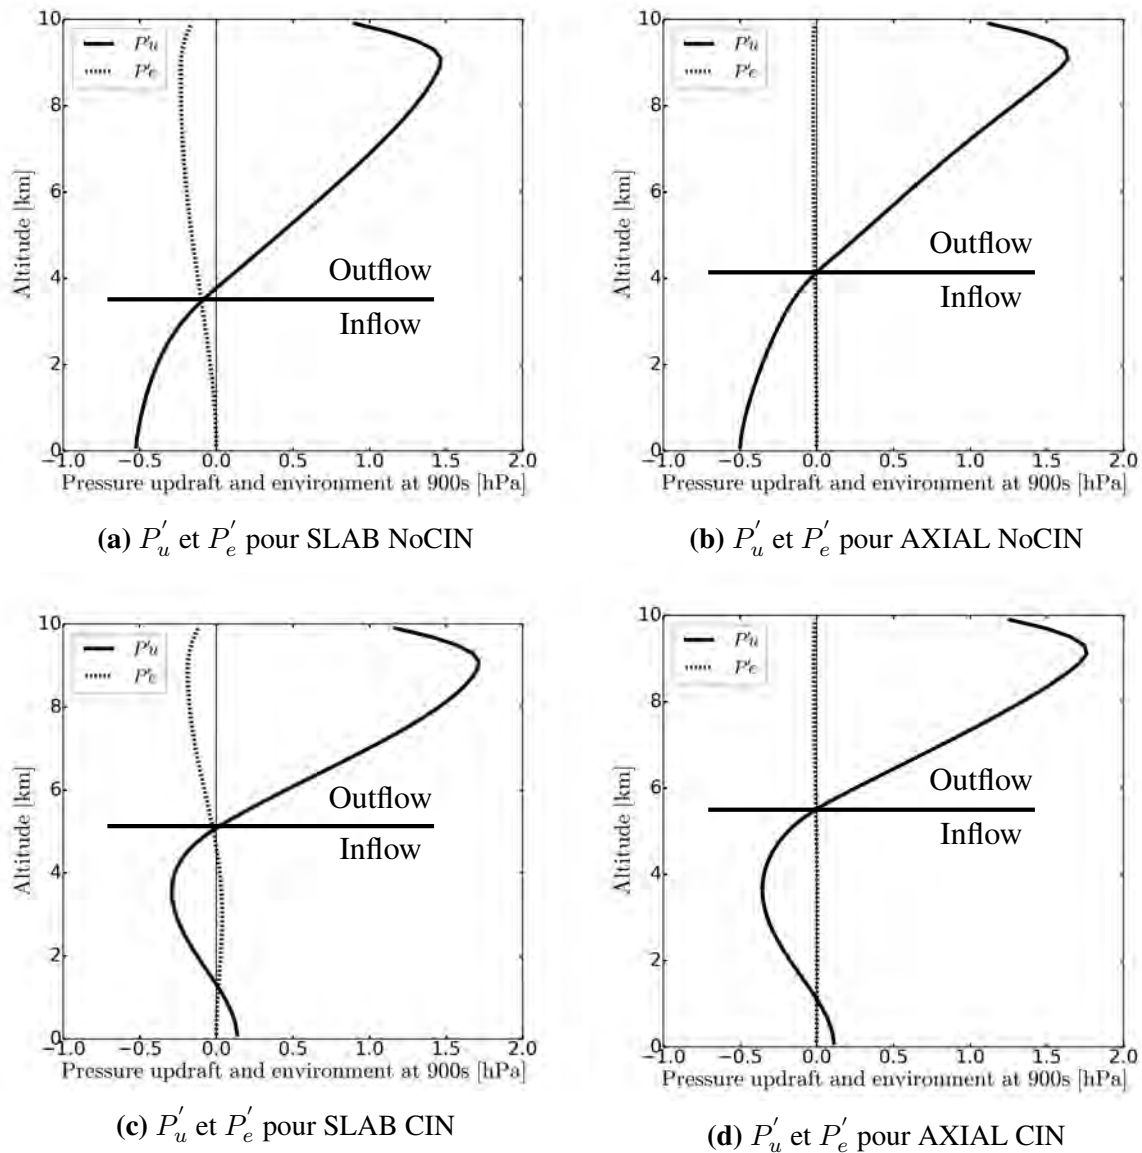 10
8
6
4
2
0
Altitude [km]
P'u
P'e
Outflow
Inflow
−1.0 −0.5 0.0 0.5 1.0 1.5 2.0
Pressure updraft and environment at 900s [hPa]
(a) P'u et P'e pour SLAB NoCIN
10
8
6
4
2
0
Altitude [km]
P'u
P'e
Outflow
Inflow
−1.0 −0.5 0.0 0.5 1.0 1.5 2.0
Pressure updraft and environment at 900s [hPa]
(b) P'u et P'e pour AXIAL NoCIN
10
8
6
4
2
0
Altitude [km]
P'u
P'e
Outflow
Inflow
−1.0 −0.5 0.0 0.5 1.0 1.5 2.0
Pressure updraft and environment at 900s [hPa]
(c) P'u et P'e pour SLAB CIN
10
8
6
4
2
0
Altitude [km]
P'u
P'e
Outflow
Inflow
−1.0 −0.5 0.0 0.5 1.0 1.5 2.0
Pressure updraft and environment at 900s [hPa]
(d) P'u et P'e pour AXIAL CIN